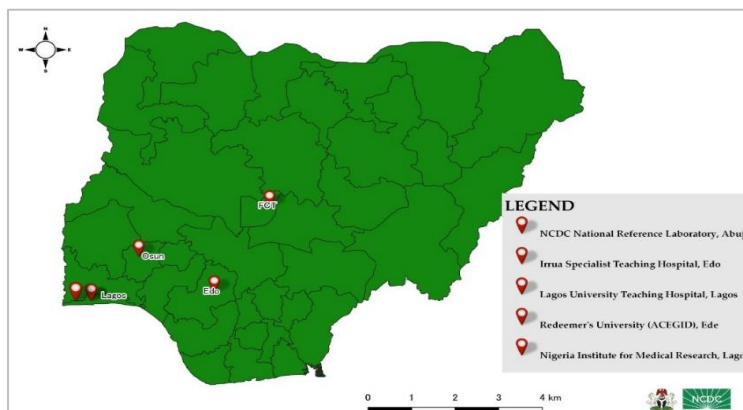 N
W E
S
FCT
Osun
Edo
Lagos
LEGEND
NCDC National Reference Laboratory, Abuj
Irrua Specialist Teaching Hospital, Edo
Lagos University Teaching Hospital, Lagos
Redeemer's University (ACEGID), Ede
Nigeria Institute for Medical Research, Lago
0 1 2 3 4 km
NCDC